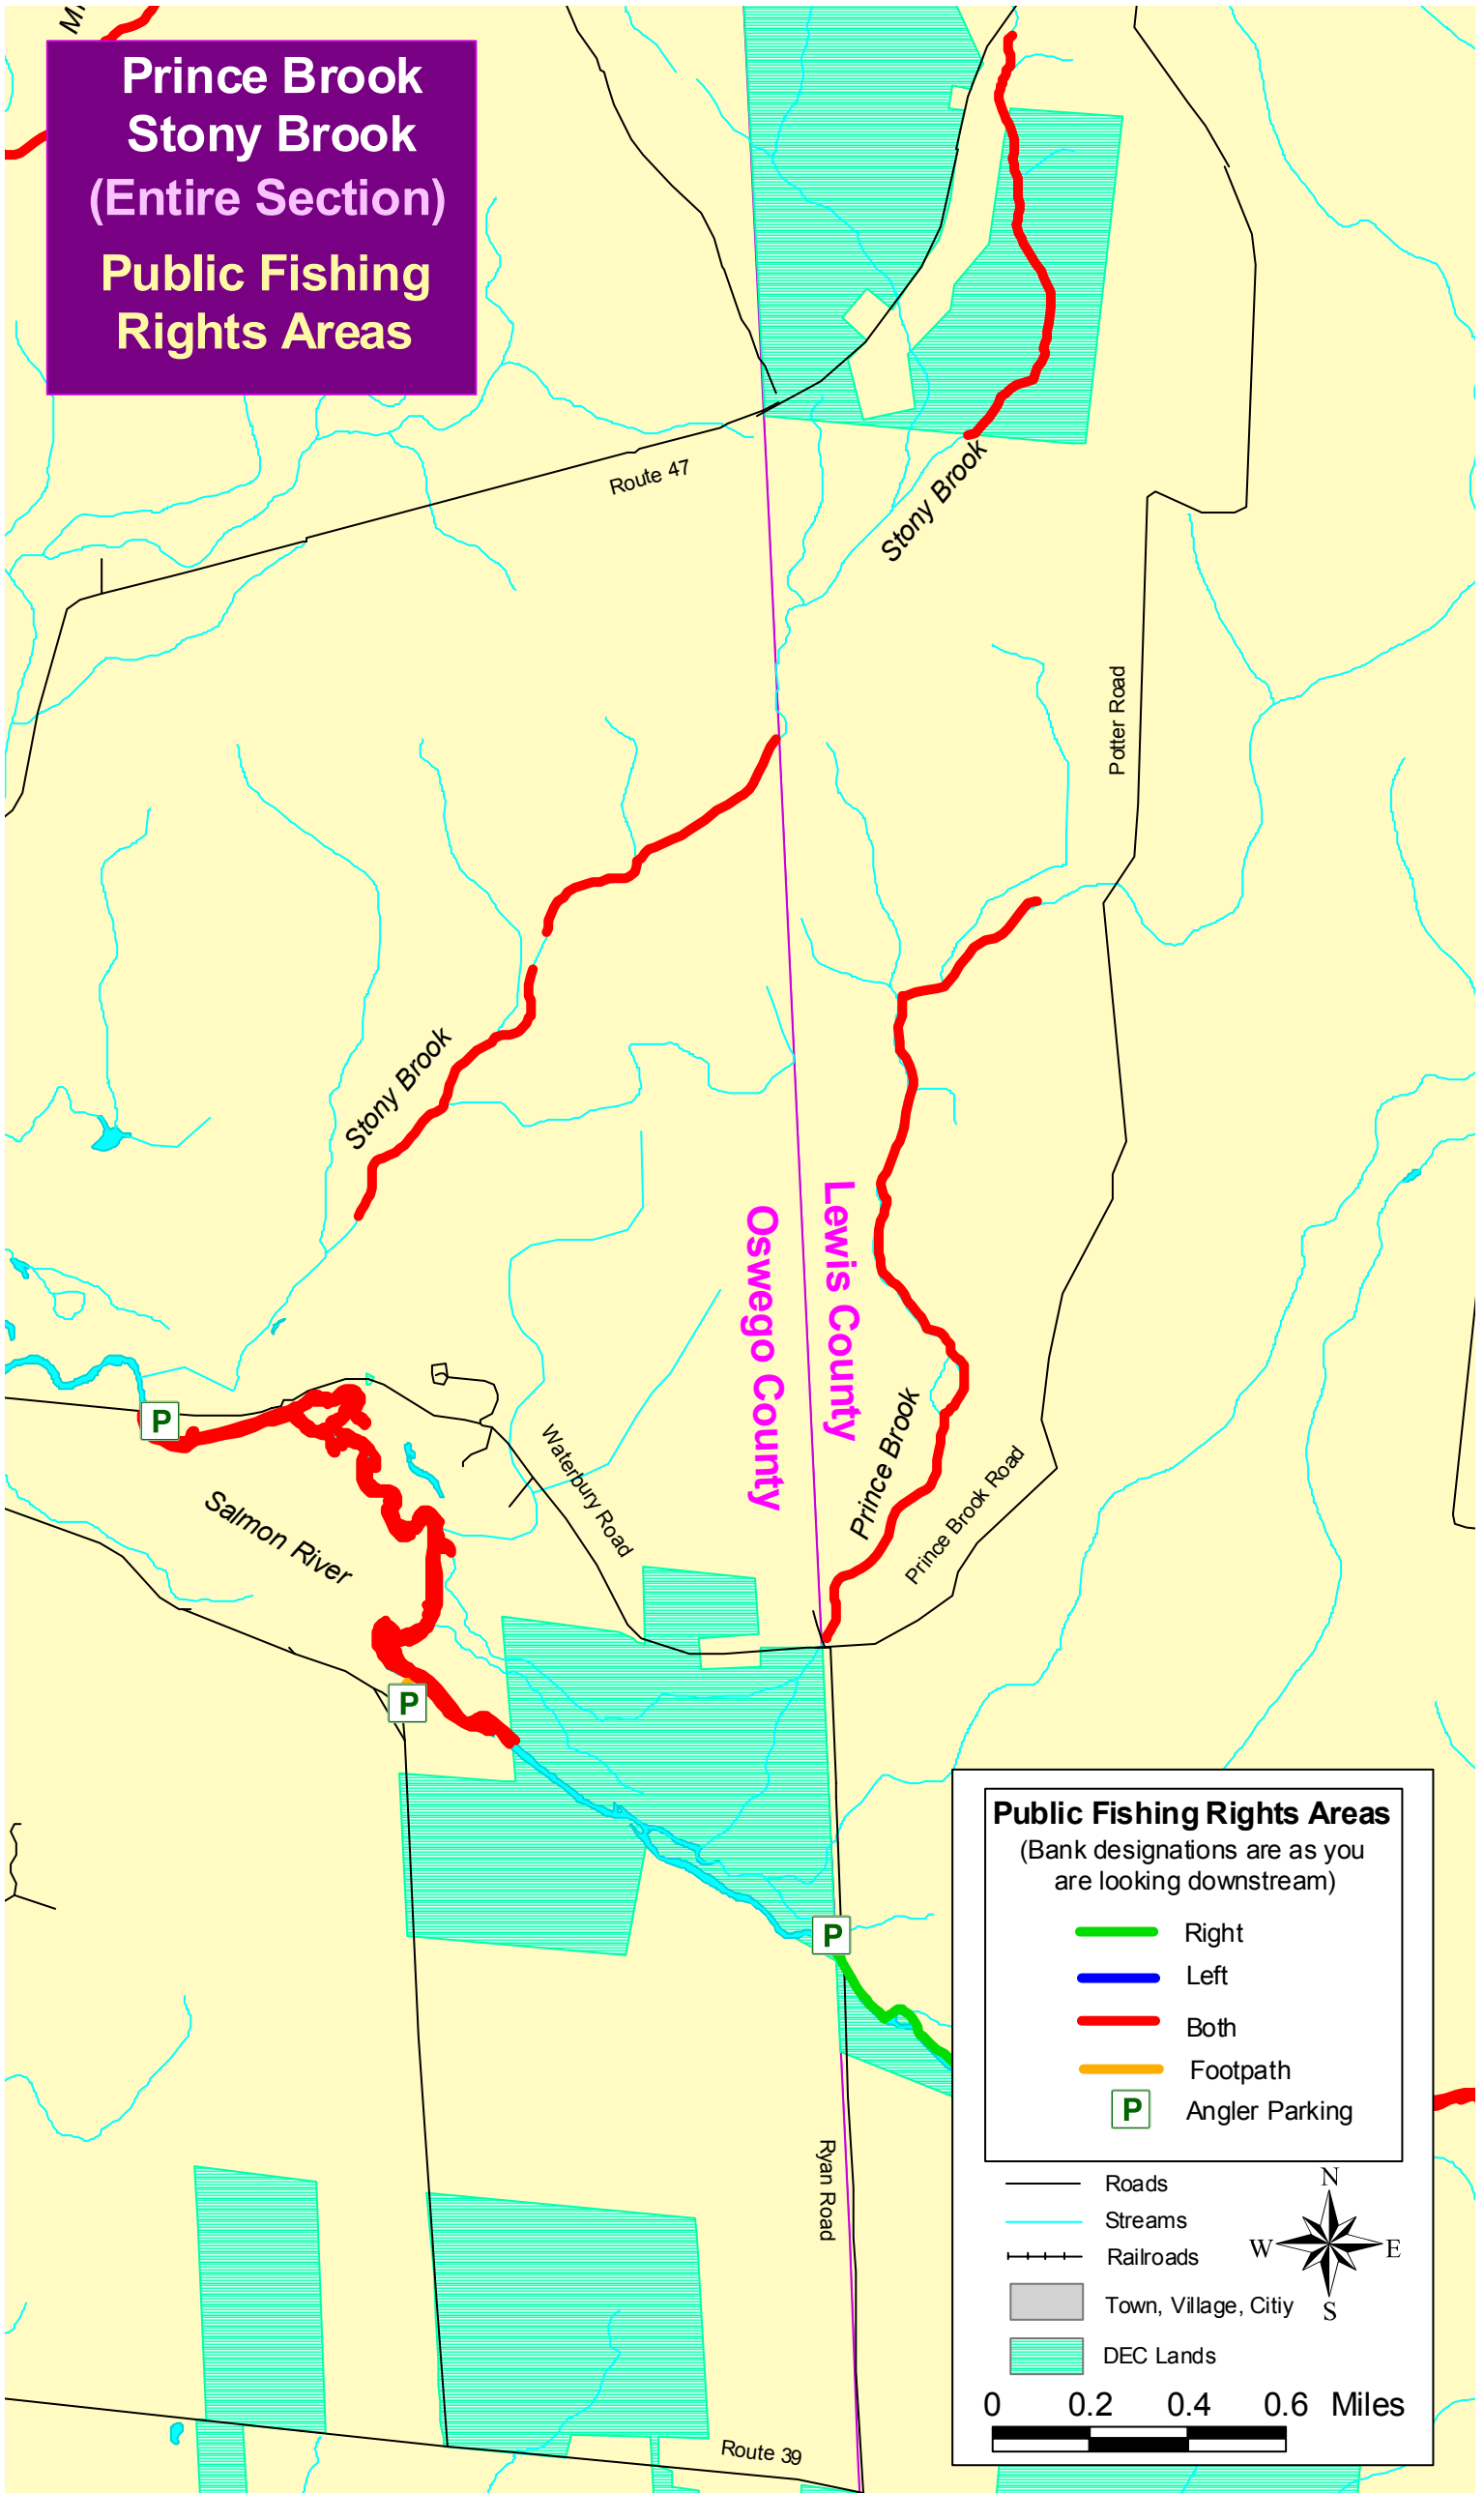 Mi
Prince Brook
Stony Brook
(Entire Section)
Public Fishing
Rights Areas
Route 47
Stony Brook
Potter Road
Stony Brook
Lewis County
Oswego County
Prince Brook
Prince Brook Road
Waterbury Road
Salmon River
P
P
P
Ryan Road
Route 39
Public Fishing Rights Areas
(Bank designations are as you
are looking downstream)
Right
Left
Both
Footpath
P Angler Parking
Roads
Streams
Railroads
Town, Village, Citiy
DEC Lands
N
W E
S
0 0.2 0.4 0.6 Miles